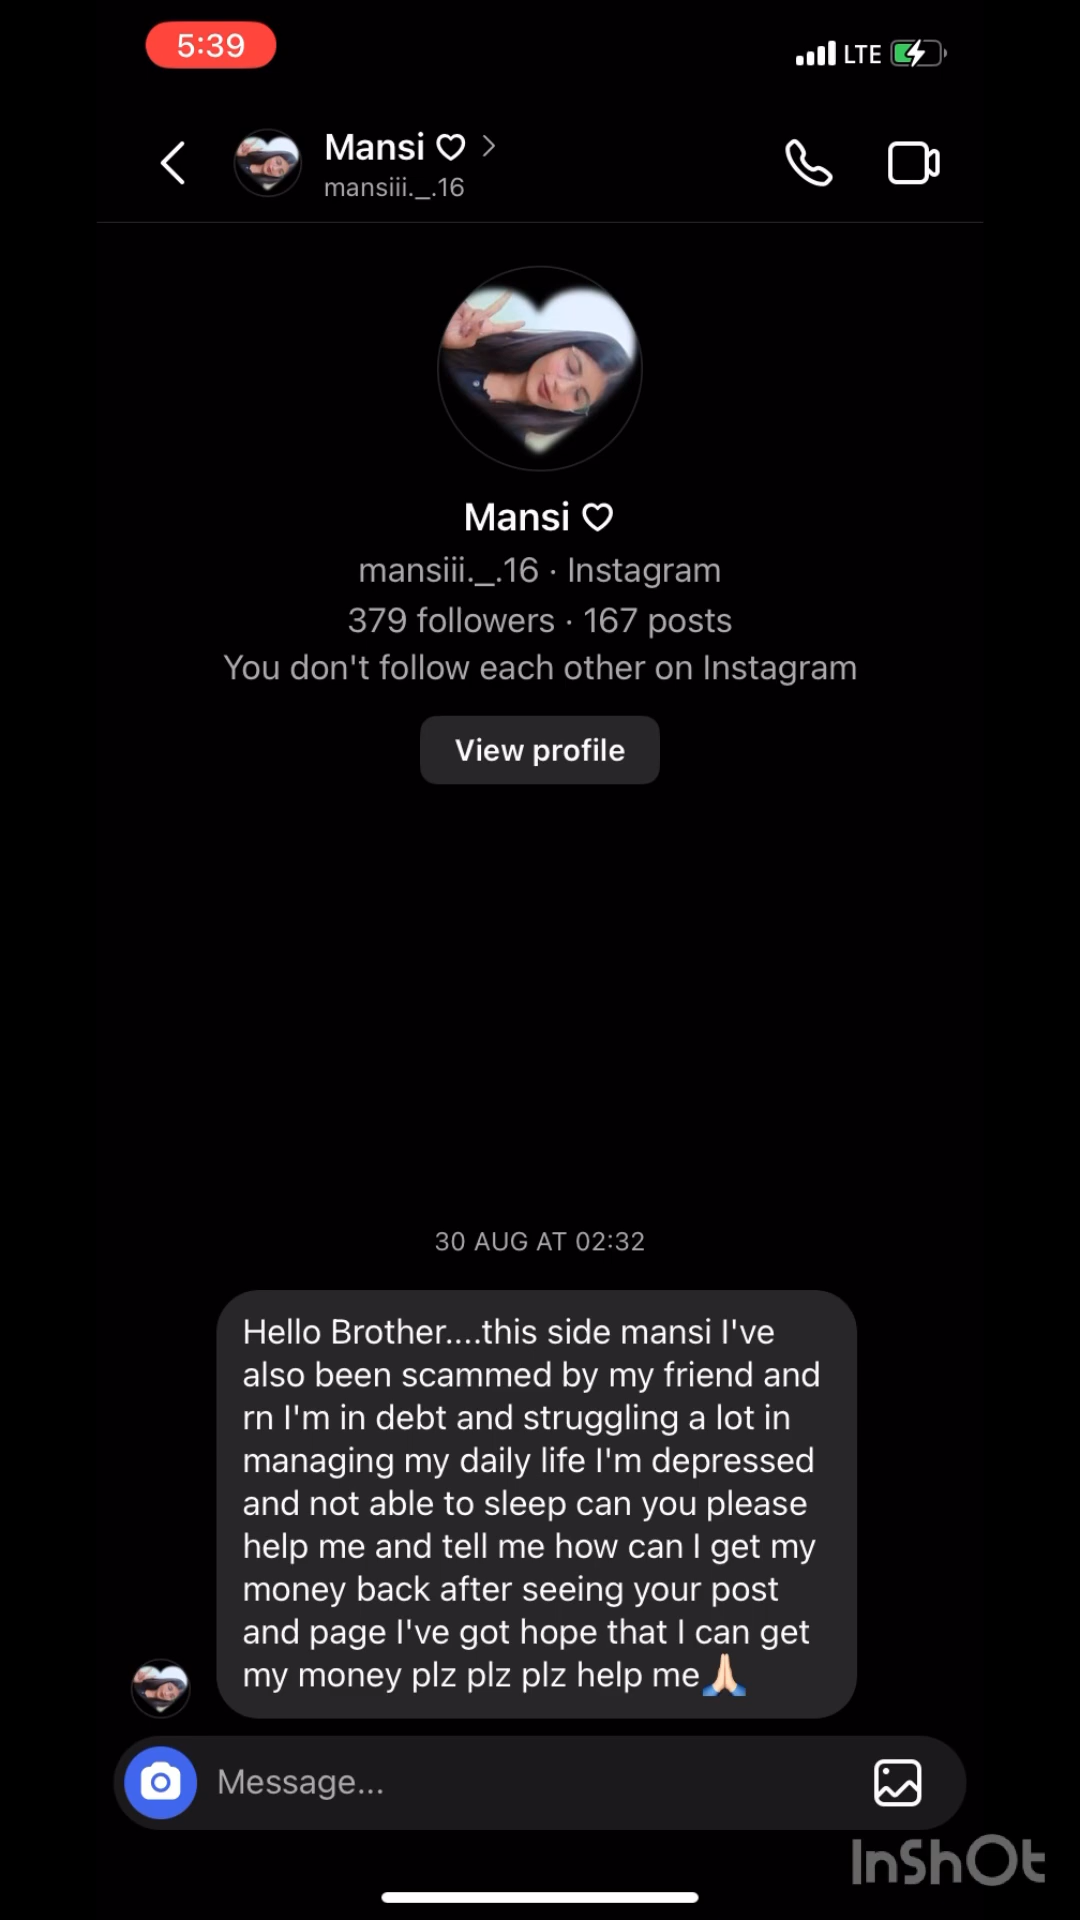 5:39
LTE
Mansi ♡ >
mansiii._.16
Mansi ♡
mansiii._.16 · Instagram
379 followers · 167 posts
You don't follow each other on Instagram
View profile
30 AUG AT 02:32
Hello Brother....this side mansi I've
also been scammed by my friend and
rn I'm in debt and struggling a lot in
managing my daily life I'm depressed
and not able to sleep can you please
help me and tell me how can I get my
money back after seeing your post
and page I've got hope that I can get
my money plz plz plz help me🙏🏻
Message...
InShOt